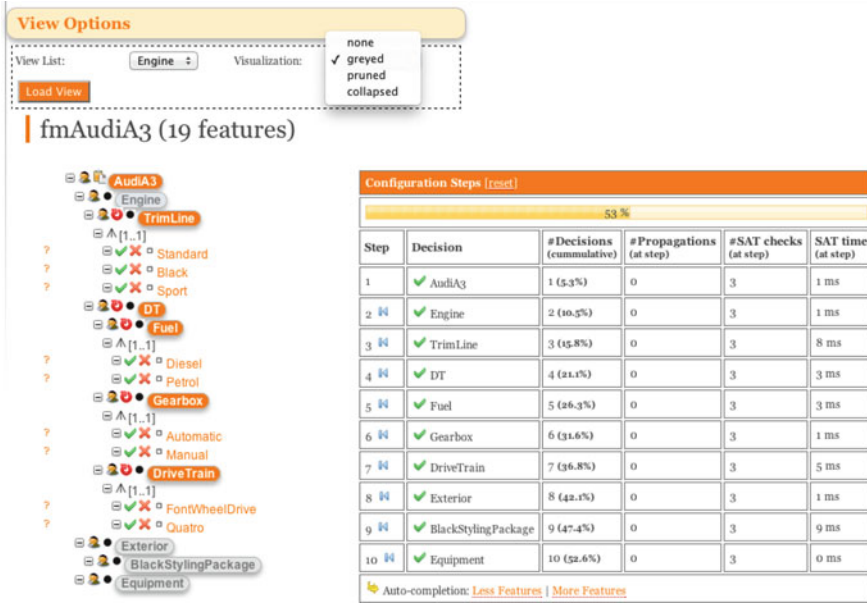 View Options
View List:
Engine
Visualization:
none
✓ greyed
pruned
collapsed
Load View
fmAudiA3 (19 features)
AudiA3
Engine
TrimLine
[1..1]
? Standard
? Black
? Sport
DT
Fuel
[1..1]
? Diesel
? Petrol
Gearbox
[1..1]
? Automatic
? Manual
DriveTrain
[1..1]
? FontWheelDrive
? Quatro
Exterior
BlackStylingPackage
Equipment
Configuration Steps [reset]
53 %
Step Decision #Decisions (cummulative) #Propagations (at step) #SAT checks (at step) SAT time (at step)
1 AudiA3 1 (5.3%) 0 3 1 ms
2 Engine 2 (10.5%) 0 3 1 ms
3 TrimLine 3 (15.8%) 0 3 8 ms
4 DT 4 (21.1%) 0 3 3 ms
5 Fuel 5 (26.3%) 0 3 3 ms
6 Gearbox 6 (31.6%) 0 3 1 ms
7 DriveTrain 7 (36.8%) 0 3 5 ms
8 Exterior 8 (42.1%) 0 3 1 ms
9 BlackStylingPackage 9 (47.4%) 0 3 9 ms
10 Equipment 10 (52.6%) 0 3 0 ms
Auto-completion: Less Features | More Features